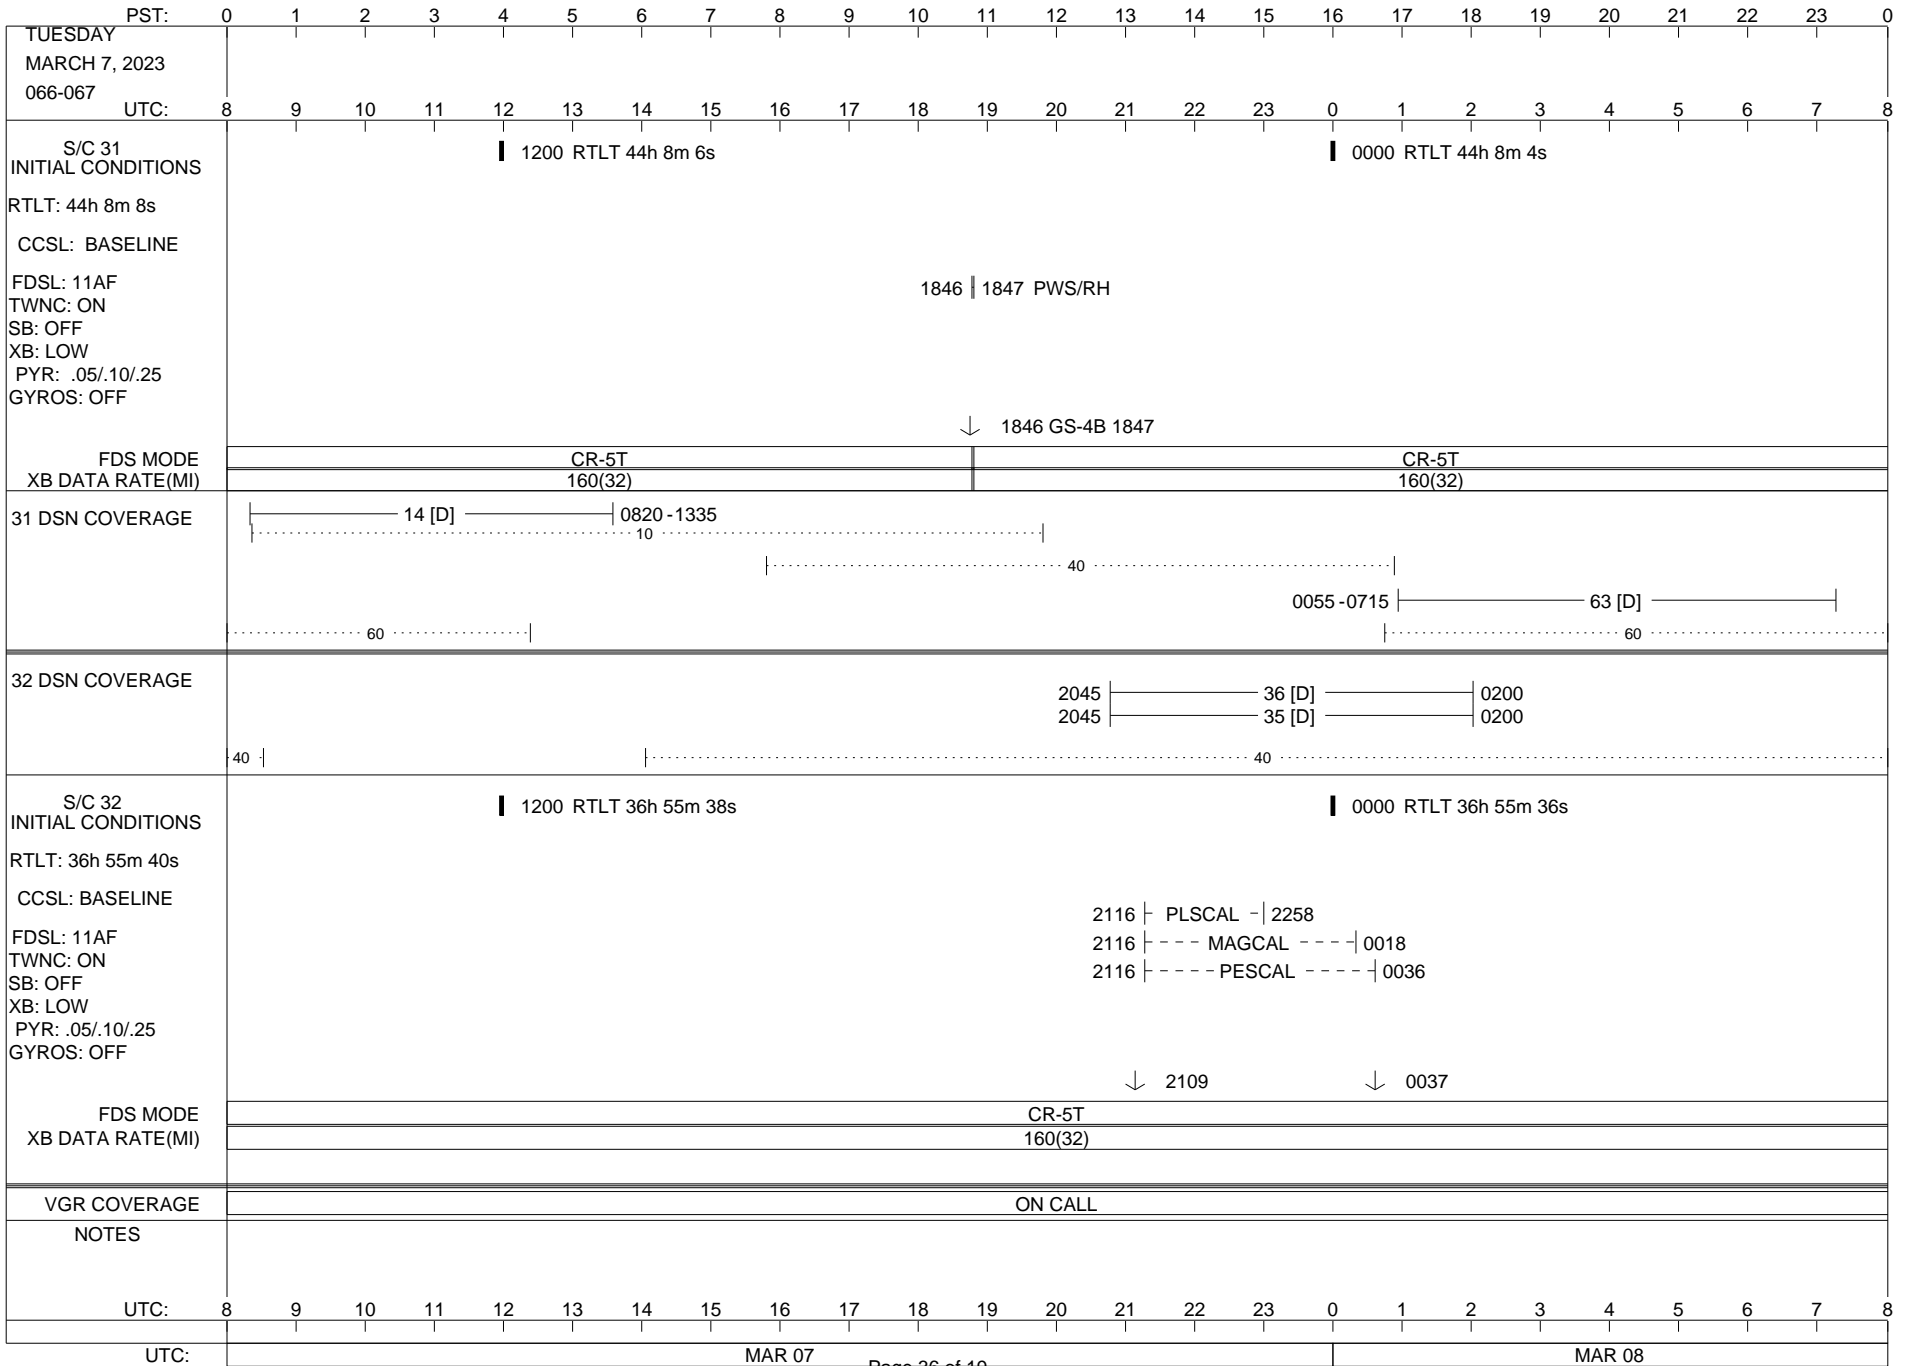 PST: 0 1 2 3 4 5 6 7 8 9 10 11 12 13 14 15 16 17 18 19 20 21 22 23 0
TUESDAY
MARCH 7, 2023
066-067
UTC: 8 9 10 11 12 13 14 15 16 17 18 19 20 21 22 23 0 1 2 3 4 5 6 7 8
S/C 31
INITIAL CONDITIONS
1200 RTLT 44h 8m 6s
0000 RTLT 44h 8m 4s
RTLT: 44h 8m 8s
CCSL: BASELINE
FDSL: 11AF
1846 1847 PWS/RH
TWNC: ON
SB: OFF
XB: LOW
PYR: .05/.10/.25
GYROS: OFF
1846 GS-4B 1847
FDS MODE CR-5T CR-5T
XB DATA RATE(MI) 160(32) 160(32)
31 DSN COVERAGE
14 [D] 0820-1335
10
40
0055-0715 63 [D]
60 60
32 DSN COVERAGE
2045 36 [D] 0200
2045 35 [D] 0200
40 40
S/C 32
INITIAL CONDITIONS
1200 RTLT 36h 55m 38s
0000 RTLT 36h 55m 36s
RTLT: 36h 55m 40s
CCSL: BASELINE
2116 PLSCAL 2258
FDSL: 11AF
2116 MAGCAL 0018
TWNC: ON
2116 PESCAL 0036
SB: OFF
XB: LOW
PYR: .05/.10/.25
GYROS: OFF
2109 0037
FDS MODE CR-5T
XB DATA RATE(MI) 160(32)
VGR COVERAGE ON CALL
NOTES
UTC: 8 9 10 11 12 13 14 15 16 17 18 19 20 21 22 23 0 1 2 3 4 5 6 7 8
UTC: MAR 07 MAR 08
Page 36 of 10